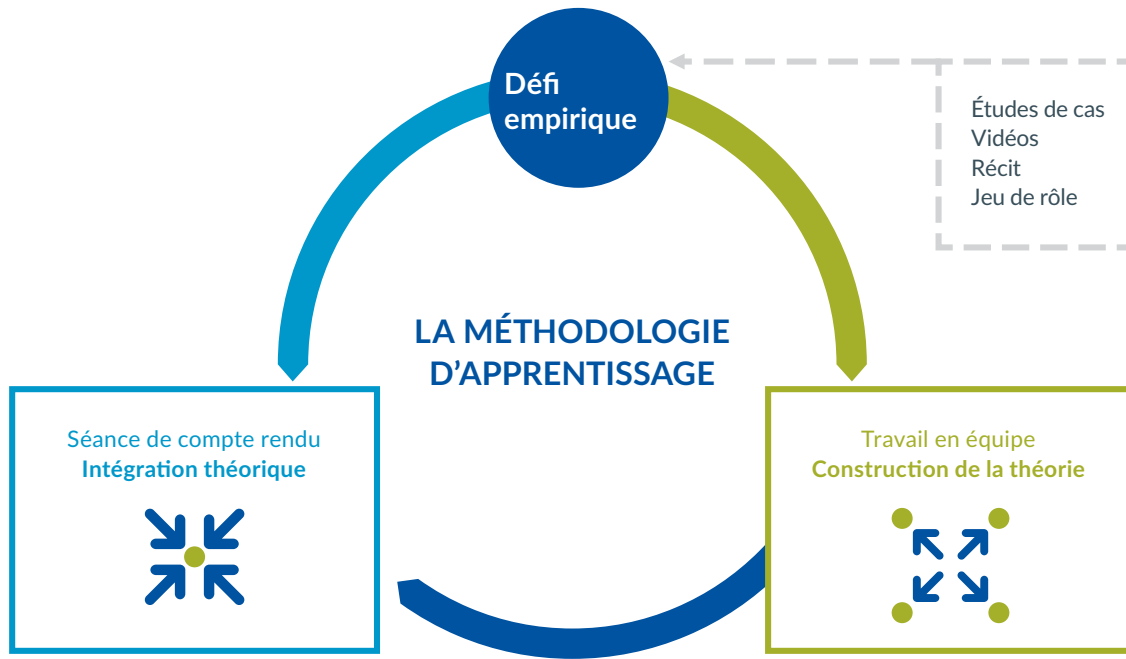 Défi
empirique
Études de cas
Vidéos
Récit
Jeu de rôle
LA MÉTHODOLOGIE
D’APPRENTISSAGE
Séance de compte rendu
Intégration théorique
Travail en équipe
Construction de la théorie